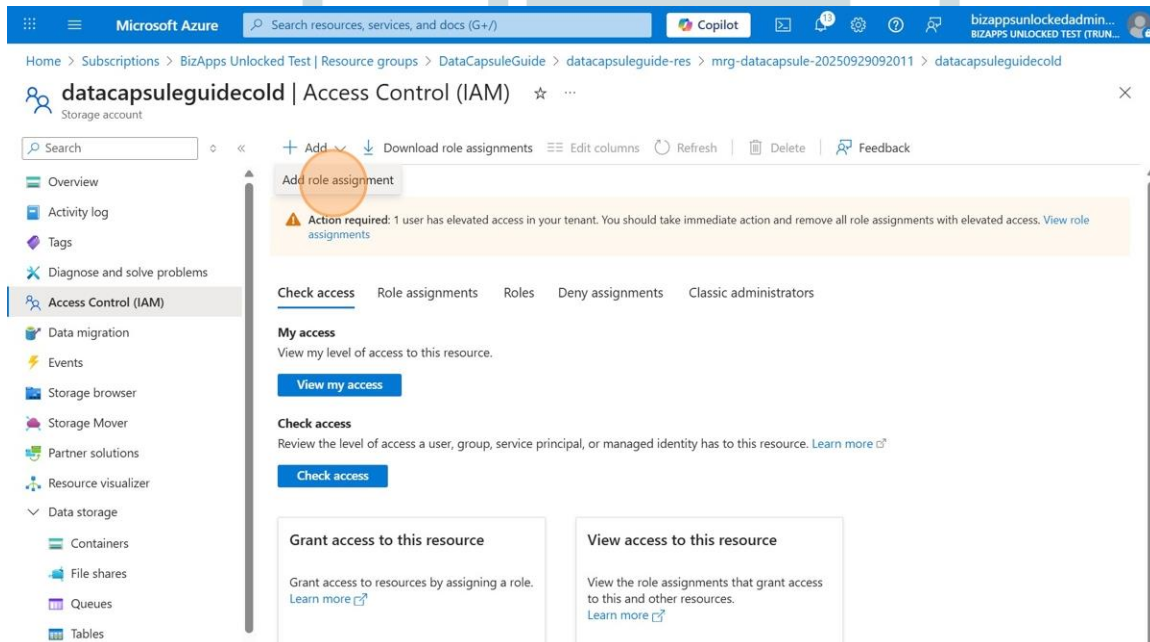 Microsoft Azure
Search resources, services, and docs (G+/)
Copilot
13
bizappsunlockedadmin...
BIZAPPS UNLOCKED TEST (TRUN...
Home > Subscriptions > BizApps Unlocked Test | Resource groups > DataCapsuleGuide > datacapsuleguide-res > mrg-datacapsule-20250929092011 > datacapsuleguidecold
datacapsuleguidecold | Access Control (IAM)
Storage account
Search
Add
Download role assignments
Edit columns
Refresh
Delete
Feedback
Overview
Activity log
Tags
Diagnose and solve problems
Access Control (IAM)
Data migration
Events
Storage browser
Storage Mover
Partner solutions
Resource visualizer
Data storage
Containers
File shares
Queues
Tables
Add role assignment
Action required: 1 user has elevated access in your tenant. You should take immediate action and remove all role assignments with elevated access. View role
assignments
Check access
Role assignments
Roles
Deny assignments
Classic administrators
My access
View my level of access to this resource.
View my access
Check access
Review the level of access a user, group, service principal, or managed identity has to this resource. Learn more
Check access
Grant access to this resource
Grant access to resources by assigning a role.
Learn more
View access to this resource
View the role assignments that grant access
to this and other resources.
Learn more